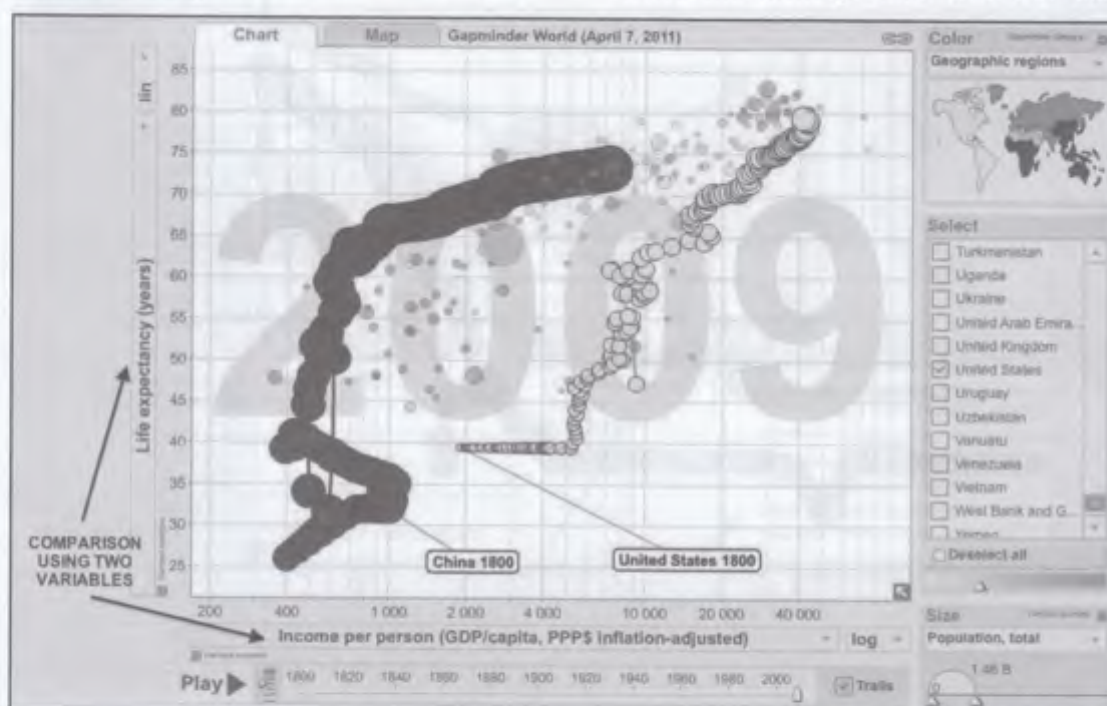 Chart
Map
Gapminder World (April 7, 2011)
Color
Geographic regions
85
80
75
70
65
60
55
50
45
40
35
30
25
lin
Life expectancy (years)
2009
COMPARISON
USING TWO
VARIABLES
China 1800
United States 1800
200
400
1 000
2 000
4 000
10 000
20 000
40 000
Income per person (GDP/capita, PPP$ inflation-adjusted)
log
Play
1800
1820
1840
1860
1880
1900
1920
1940
1960
1980
2000
Trails
Select
Turkmenistan
Uganda
Ukraine
United Arab Emira...
United Kingdom
United States
Uruguay
Uzbekistan
Vanuatu
Venezuela
Vietnam
West Bank and G...
Yemen
Deselect all
Size
Population, total
1.46 B